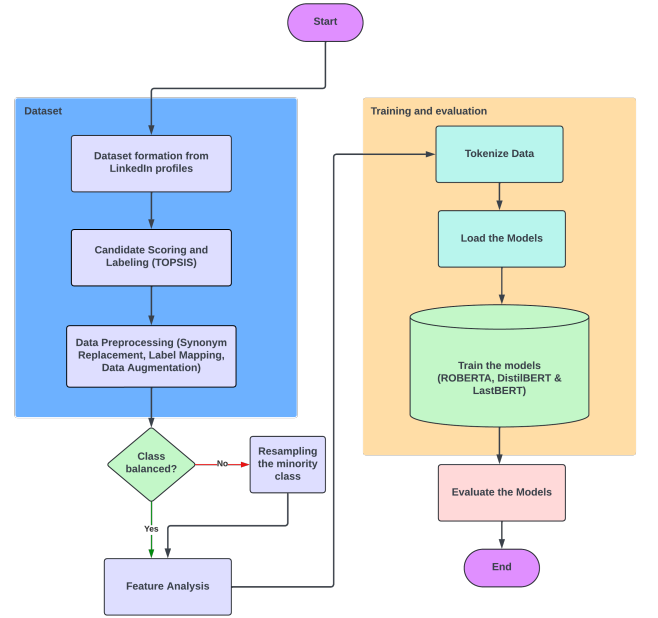 Start
Dataset
Dataset formation from
LinkedIn profiles
Candidate Scoring and
Labeling (TOPSIS)
Data Preprocessing (Synonym
Replacement, Label Mapping,
Data Augmentation)
Class
balanced?
No
Resampling
the minority
class
Yes
Feature Analysis
Training and evaluation
Tokenize Data
Load the Models
Train the models
(ROBERTA, DistilBERT &
LastBERT)
Evaluate the Models
End